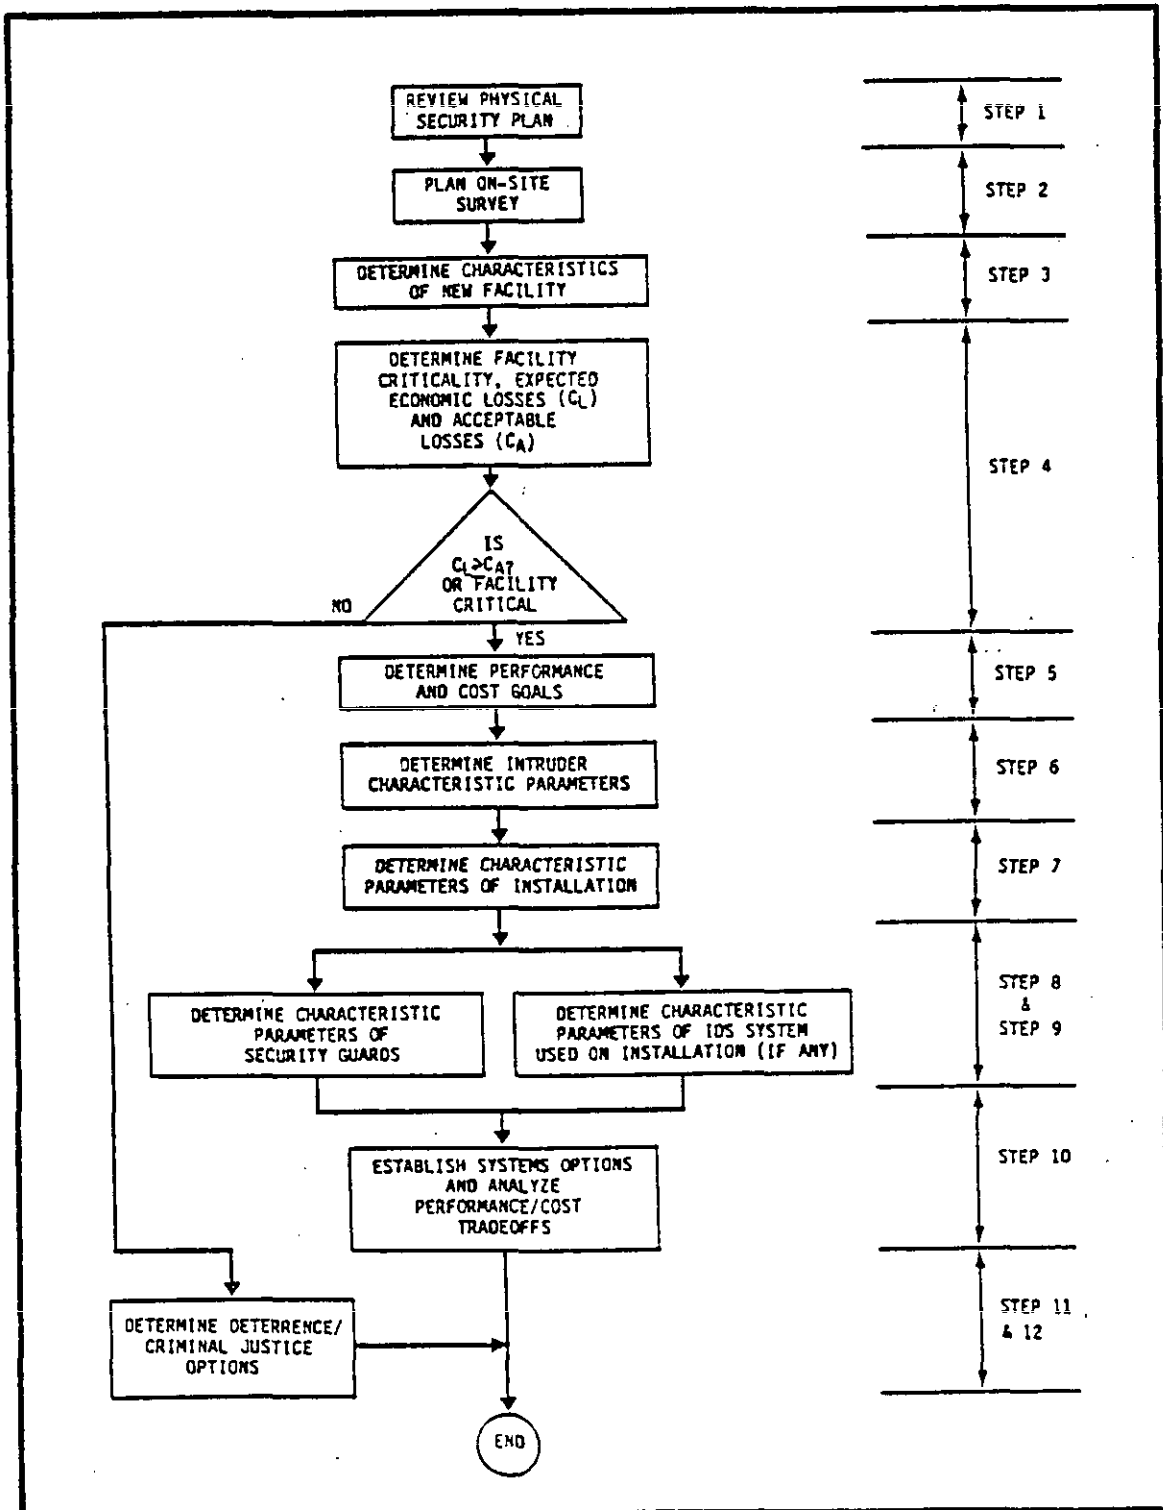 REVIEW PHYSICAL
SECURITY PLAN
STEP 1
PLAN ON-SITE
SURVEY
STEP 2
DETERMINE CHARACTERISTICS
OF NEW FACILITY
STEP 3
DETERMINE FACILITY
CRITICALITY, EXPECTED
ECONOMIC LOSSES (CL)
AND ACCEPTABLE
LOSSES (CA)
STEP 4
IS
CL>CA?
OR FACILITY
CRITICAL
NO
YES
DETERMINE PERFORMANCE
AND COST GOALS
STEP 5
DETERMINE INTRUDER
CHARACTERISTIC PARAMETERS
STEP 6
DETERMINE CHARACTERISTIC
PARAMETERS OF INSTALLATION
STEP 7
DETERMINE CHARACTERISTIC
PARAMETERS OF
SECURITY GUARDS
DETERMINE CHARACTERISTIC
PARAMETERS OF IDS SYSTEM
USED ON INSTALLATION (IF ANY)
STEP 8
&
STEP 9
ESTABLISH SYSTEMS OPTIONS
AND ANALYZE
PERFORMANCE/COST
TRADEOFFS
STEP 10
DETERMINE DETERRENCE/
CRIMINAL JUSTICE
OPTIONS
STEP 11
& 12
END